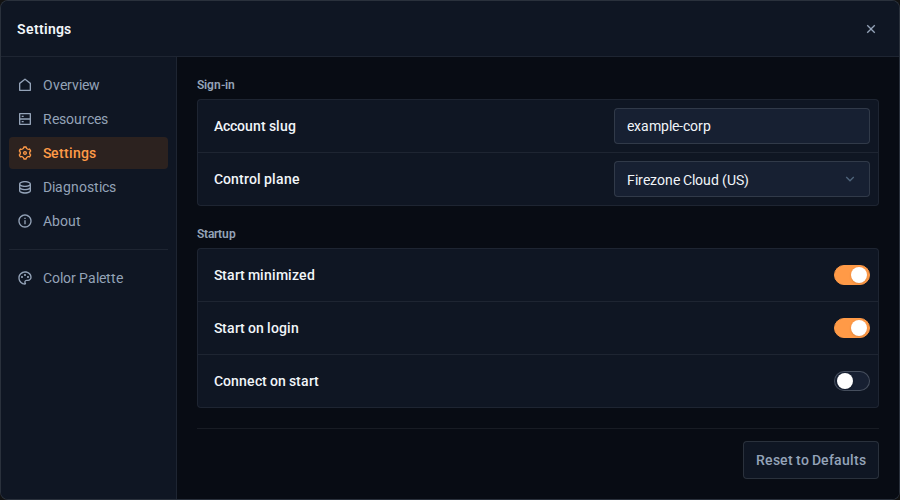 Settings
Overview
Resources
Settings
Diagnostics
About
Color Palette
Sign-in
Account slug
example-corp
Control plane
Firezone Cloud (US)
Startup
Start minimized
Start on login
Connect on start
Reset to Defaults